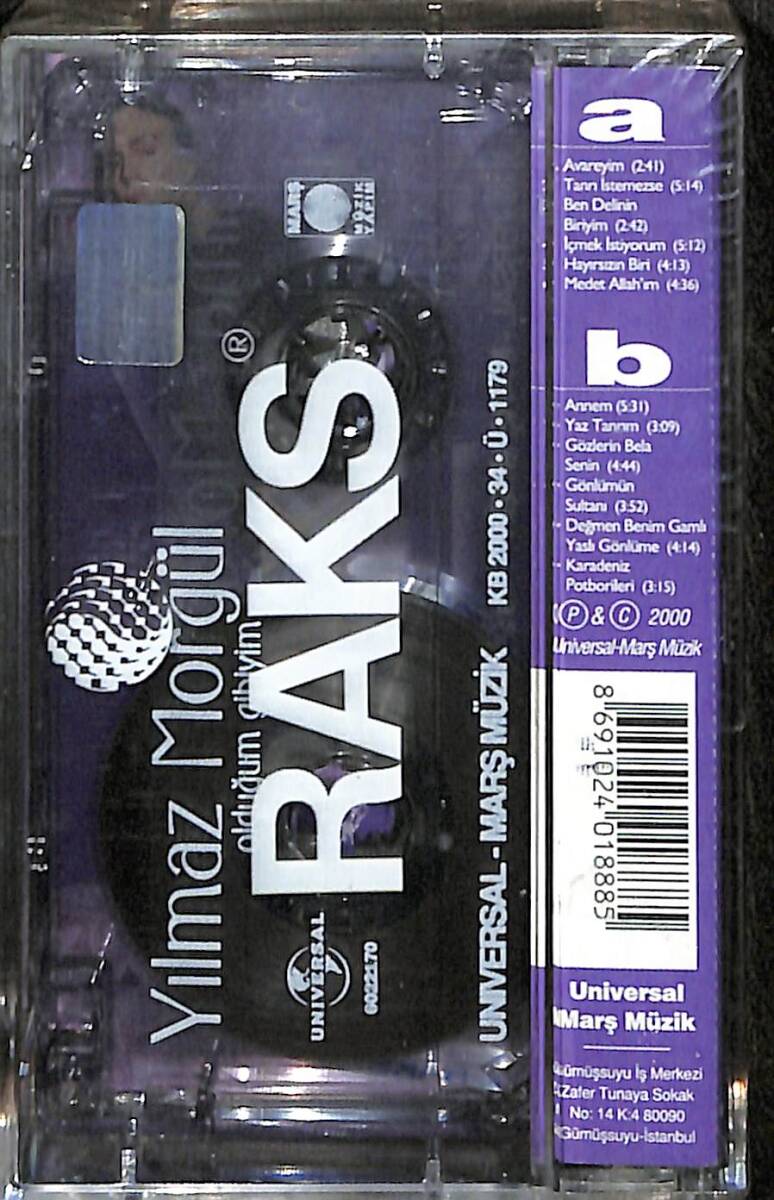 Yılmaz Morgül
olduğum gibiyim
RAKS®
MARŞ
MÜZİK
YAPIM
UNIVERSAL
6022170
UNIVERSAL - MARŞ MÜZİK KB 2000 • 34 • Ü • 1179
a
Avareyim (2:41)
Tanrı İstemezse (5:14)
Ben Delinin
Biriyim (2:42)
İçmek İstiyorum (5:12)
Hayırsızın Biri (4:13)
Medet Allah'ım (4:36)
b
Annem (5:31)
Yaz Tanrım (3:09)
Gözlerin Bela
Senin (4:44)
Gönlümün
Sultanı (3:52)
Değmen Benim Gamlı
Yaslı Gönlüme (4:14)
Karadeniz
Potborileri (3:15)
Ⓟ & © 2000
Universal-Marş Müzik
8 691024 018885
Universal
Marş Müzik
Gümüşsuyu İş Merkezi
Zafer Tunaya Sokak
No: 14 K:4 80090
Gümüşsuyu-İstanbul